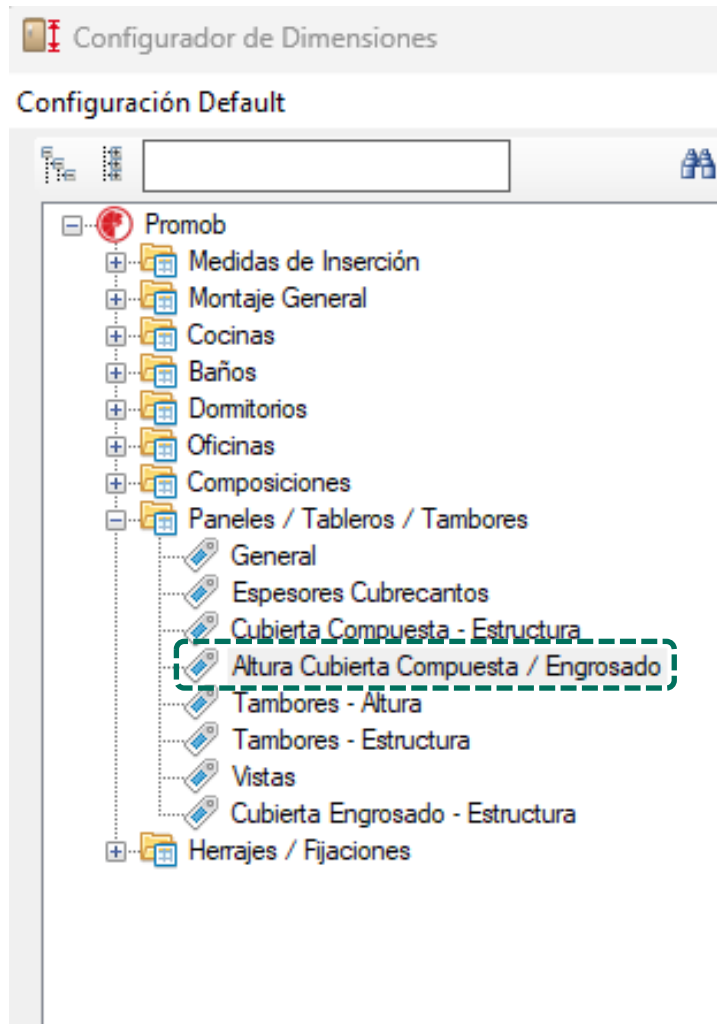 Configurador de Dimensiones
Configuración Default
Promob
Medidas de Inserción
Montaje General
Cocinas
Baños
Dormitorios
Oficinas
Composiciones
Paneles / Tableros / Tambores
General
Espesores Cubrecantos
Cubierta Compuesta - Estructura
Altura Cubierta Compuesta / Engrosado
Tambores - Altura
Tambores - Estructura
Vistas
Cubierta Engrosado - Estructura
Herrajes / Fijaciones